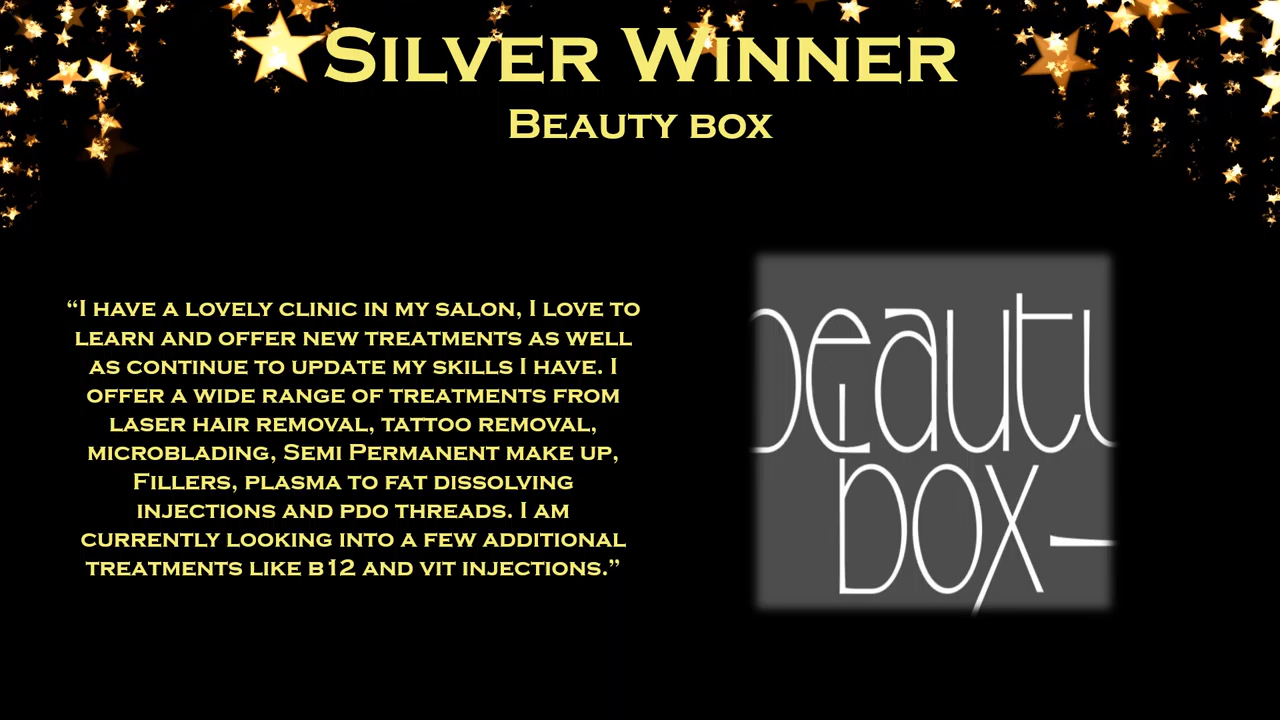 Silver Winner
Beauty box
“I have a lovely clinic in my salon, I love to
learn and offer new treatments as well
as continue to update my skills I have. I
offer a wide range of treatments from
laser hair removal, tattoo removal,
microblading, Semi Permanent make up,
Fillers, plasma to fat dissolving
injections and pdo threads. I am
currently looking into a few additional
treatments like b12 and vit injections.”
beauty
box